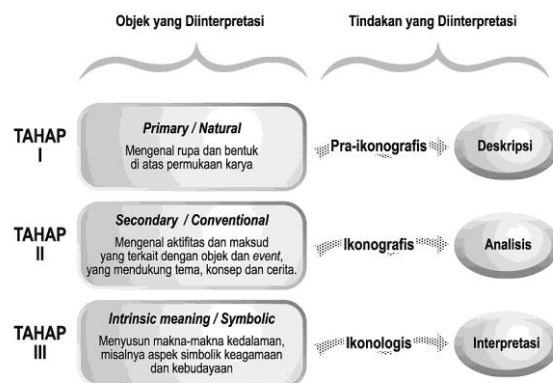 Objek yang Diinterpretasi
Tindakan yang Diinterpretasi
TAHAP
I
Primary / Natural
Mengenal rupa dan bentuk
di atas permukaan karya
Pra-ikonografis
Deskripsi
TAHAP
II
Secondary / Conventional
Mengenal aktifitas dan maksud
yang terkait dengan objek dan event,
yang mendukung tema, konsep dan cerita.
Ikonografis
Analisis
TAHAP
III
Intrinsic meaning / Symbolic
Menyusun makna-makna kedalaman,
misalnya aspek simbolik keagamaan
dan kebudayaan
Ikonologis
Interpretasi